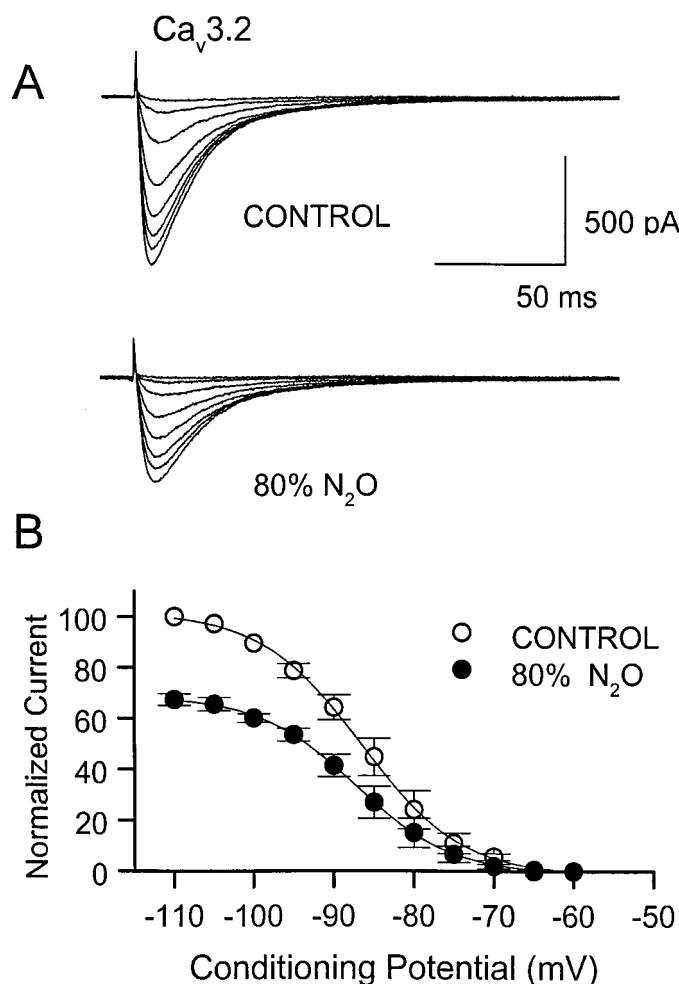 Ca_v3.2
A
CONTROL
500 pA
50 ms
80% N₂O
B
Normalized Current
100
80
60
40
20
0
CONTROL
80% N₂O
-110 -100 -90 -80 -70 -60 -50
Conditioning Potential (mV)